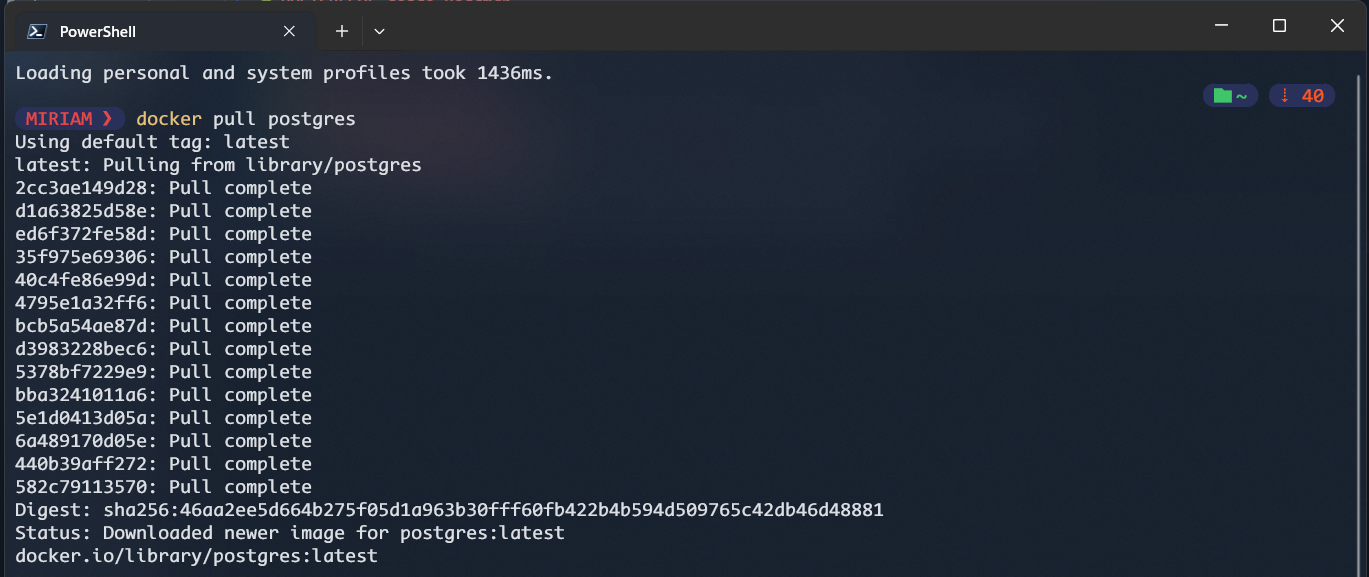 PowerShell
Loading personal and system profiles took 1436ms.
~ 40
MIRIAM ❯ docker pull postgres
Using default tag: latest
latest: Pulling from library/postgres
2cc3ae149d28: Pull complete
d1a63825d58e: Pull complete
ed6f372fe58d: Pull complete
35f975e69306: Pull complete
40c4fe86e99d: Pull complete
4795e1a32ff6: Pull complete
bcb5a54ae87d: Pull complete
d3983228bec6: Pull complete
5378bf7229e9: Pull complete
bba3241011a6: Pull complete
5e1d0413d05a: Pull complete
6a489170d05e: Pull complete
440b39aff272: Pull complete
582c79113570: Pull complete
Digest: sha256:46aa2ee5d664b275f05d1a963b30fff60fb422b4b594d509765c42db46d48881
Status: Downloaded newer image for postgres:latest
docker.io/library/postgres:latest